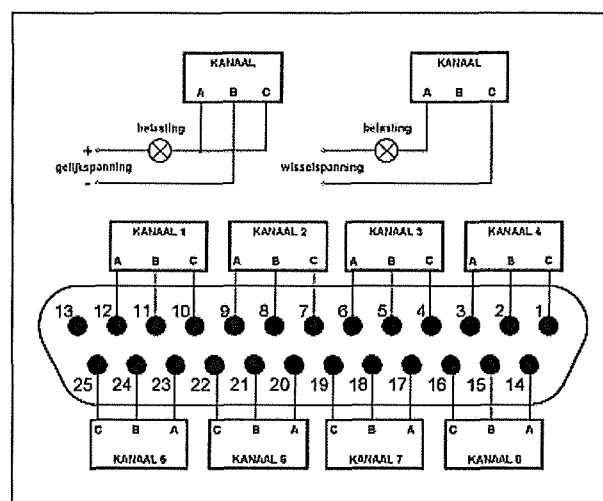 KANAAL KANAAL
A B C A B C
belasting belasting
+
gelijkspanning wisselspanning
-
KANAAL 1 KANAAL 2 KANAAL 3 KANAAL 4
A B C A B C A B C A B C
13 12 11 10 9 8 7 6 5 4 3 2 1
25 24 23 22 21 20 19 18 17 16 15 14
C B A C B A C B A C B A
KANAAL 5 KANAAL 6 KANAAL 7 KANAAL 8